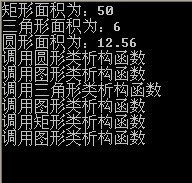 矩形面积为：50
三角形面积为：6
圆形面积为：12.56
调用圆形类析构函数
调用图形类析构函数
调用三角形类析构函数
调用图形类析构函数
调用矩形类析构函数
调用图形类析构函数